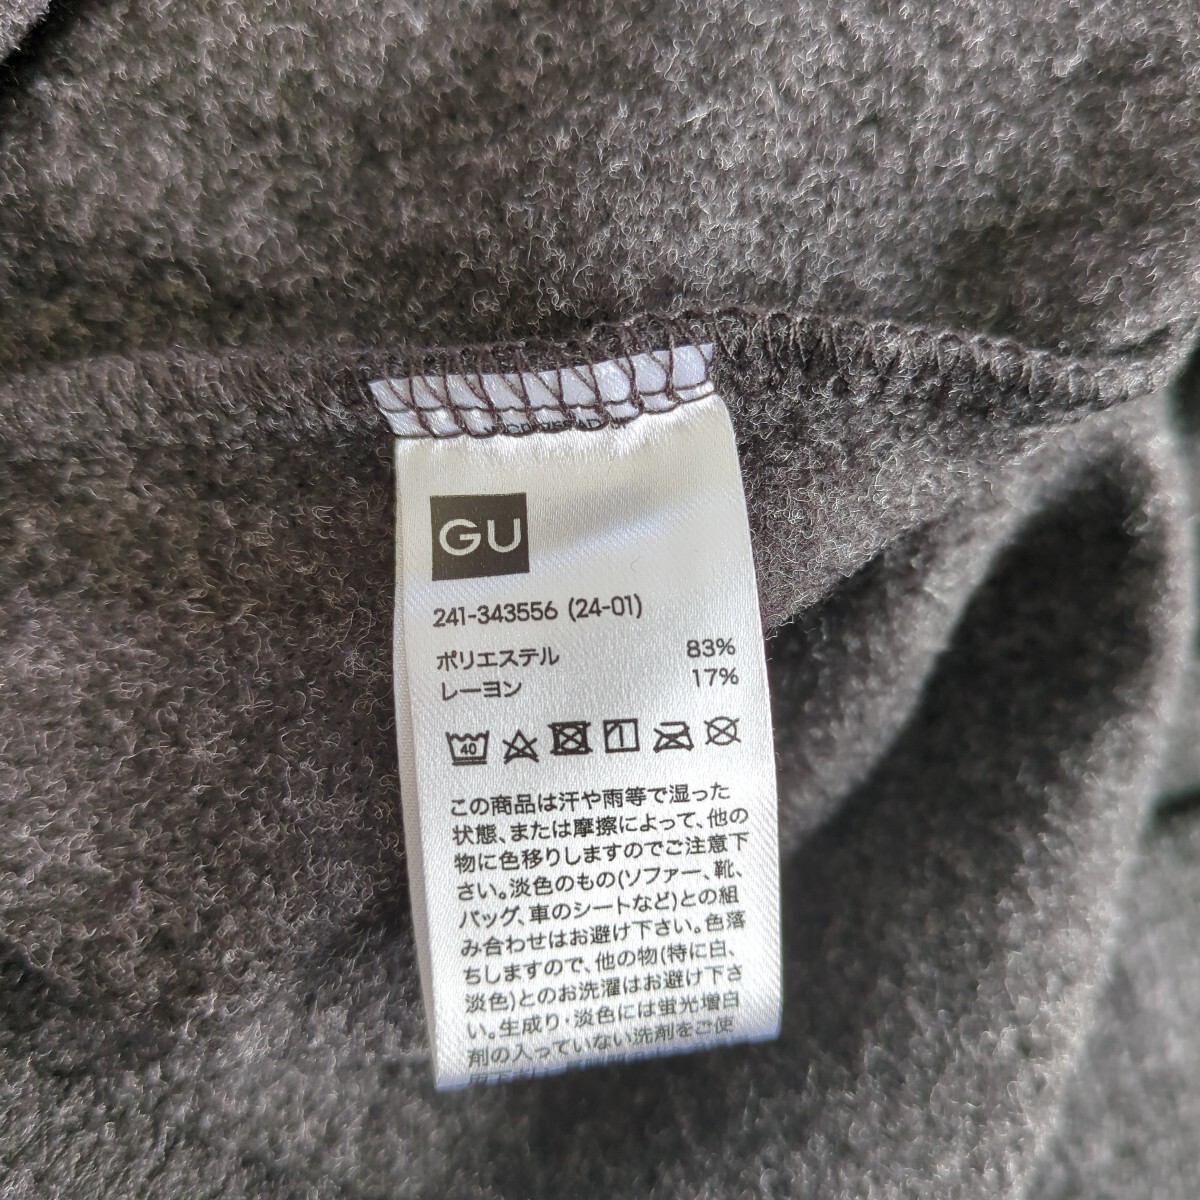 GU
241-343556 (24-01)
ポリエステル 83%
レーヨン 17%
40
この商品は汗や雨等で湿った
状態、または摩擦によって、他の
物に色移りしますのでご注意下
さい。淡色のもの(ソファー、靴、
バッグ、車のシートなど)との組
み合わせはお避け下さい。色落
ちしますので、他の物(特に白、
淡色)とのお洗濯はお避け下さ
い。生成り・淡色には蛍光増白
剤の入っていない洗剤をご使